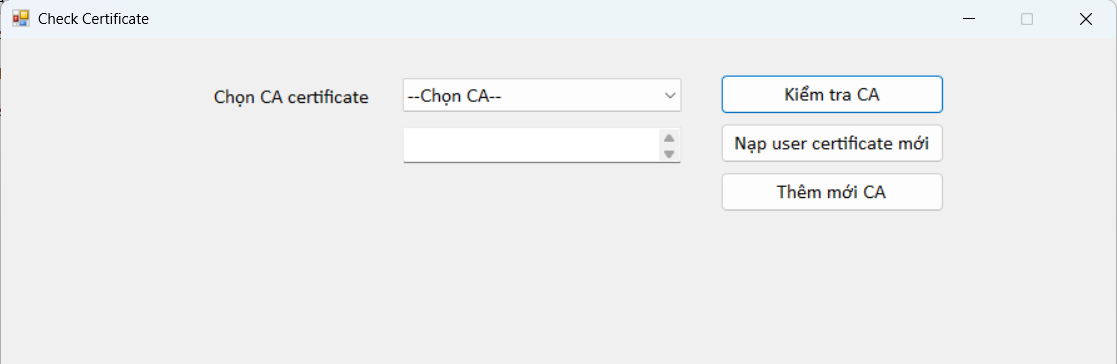 Check Certificate
Chọn CA certificate
--Chọn CA--
Kiểm tra CA
Nạp user certificate mới
Thêm mới CA